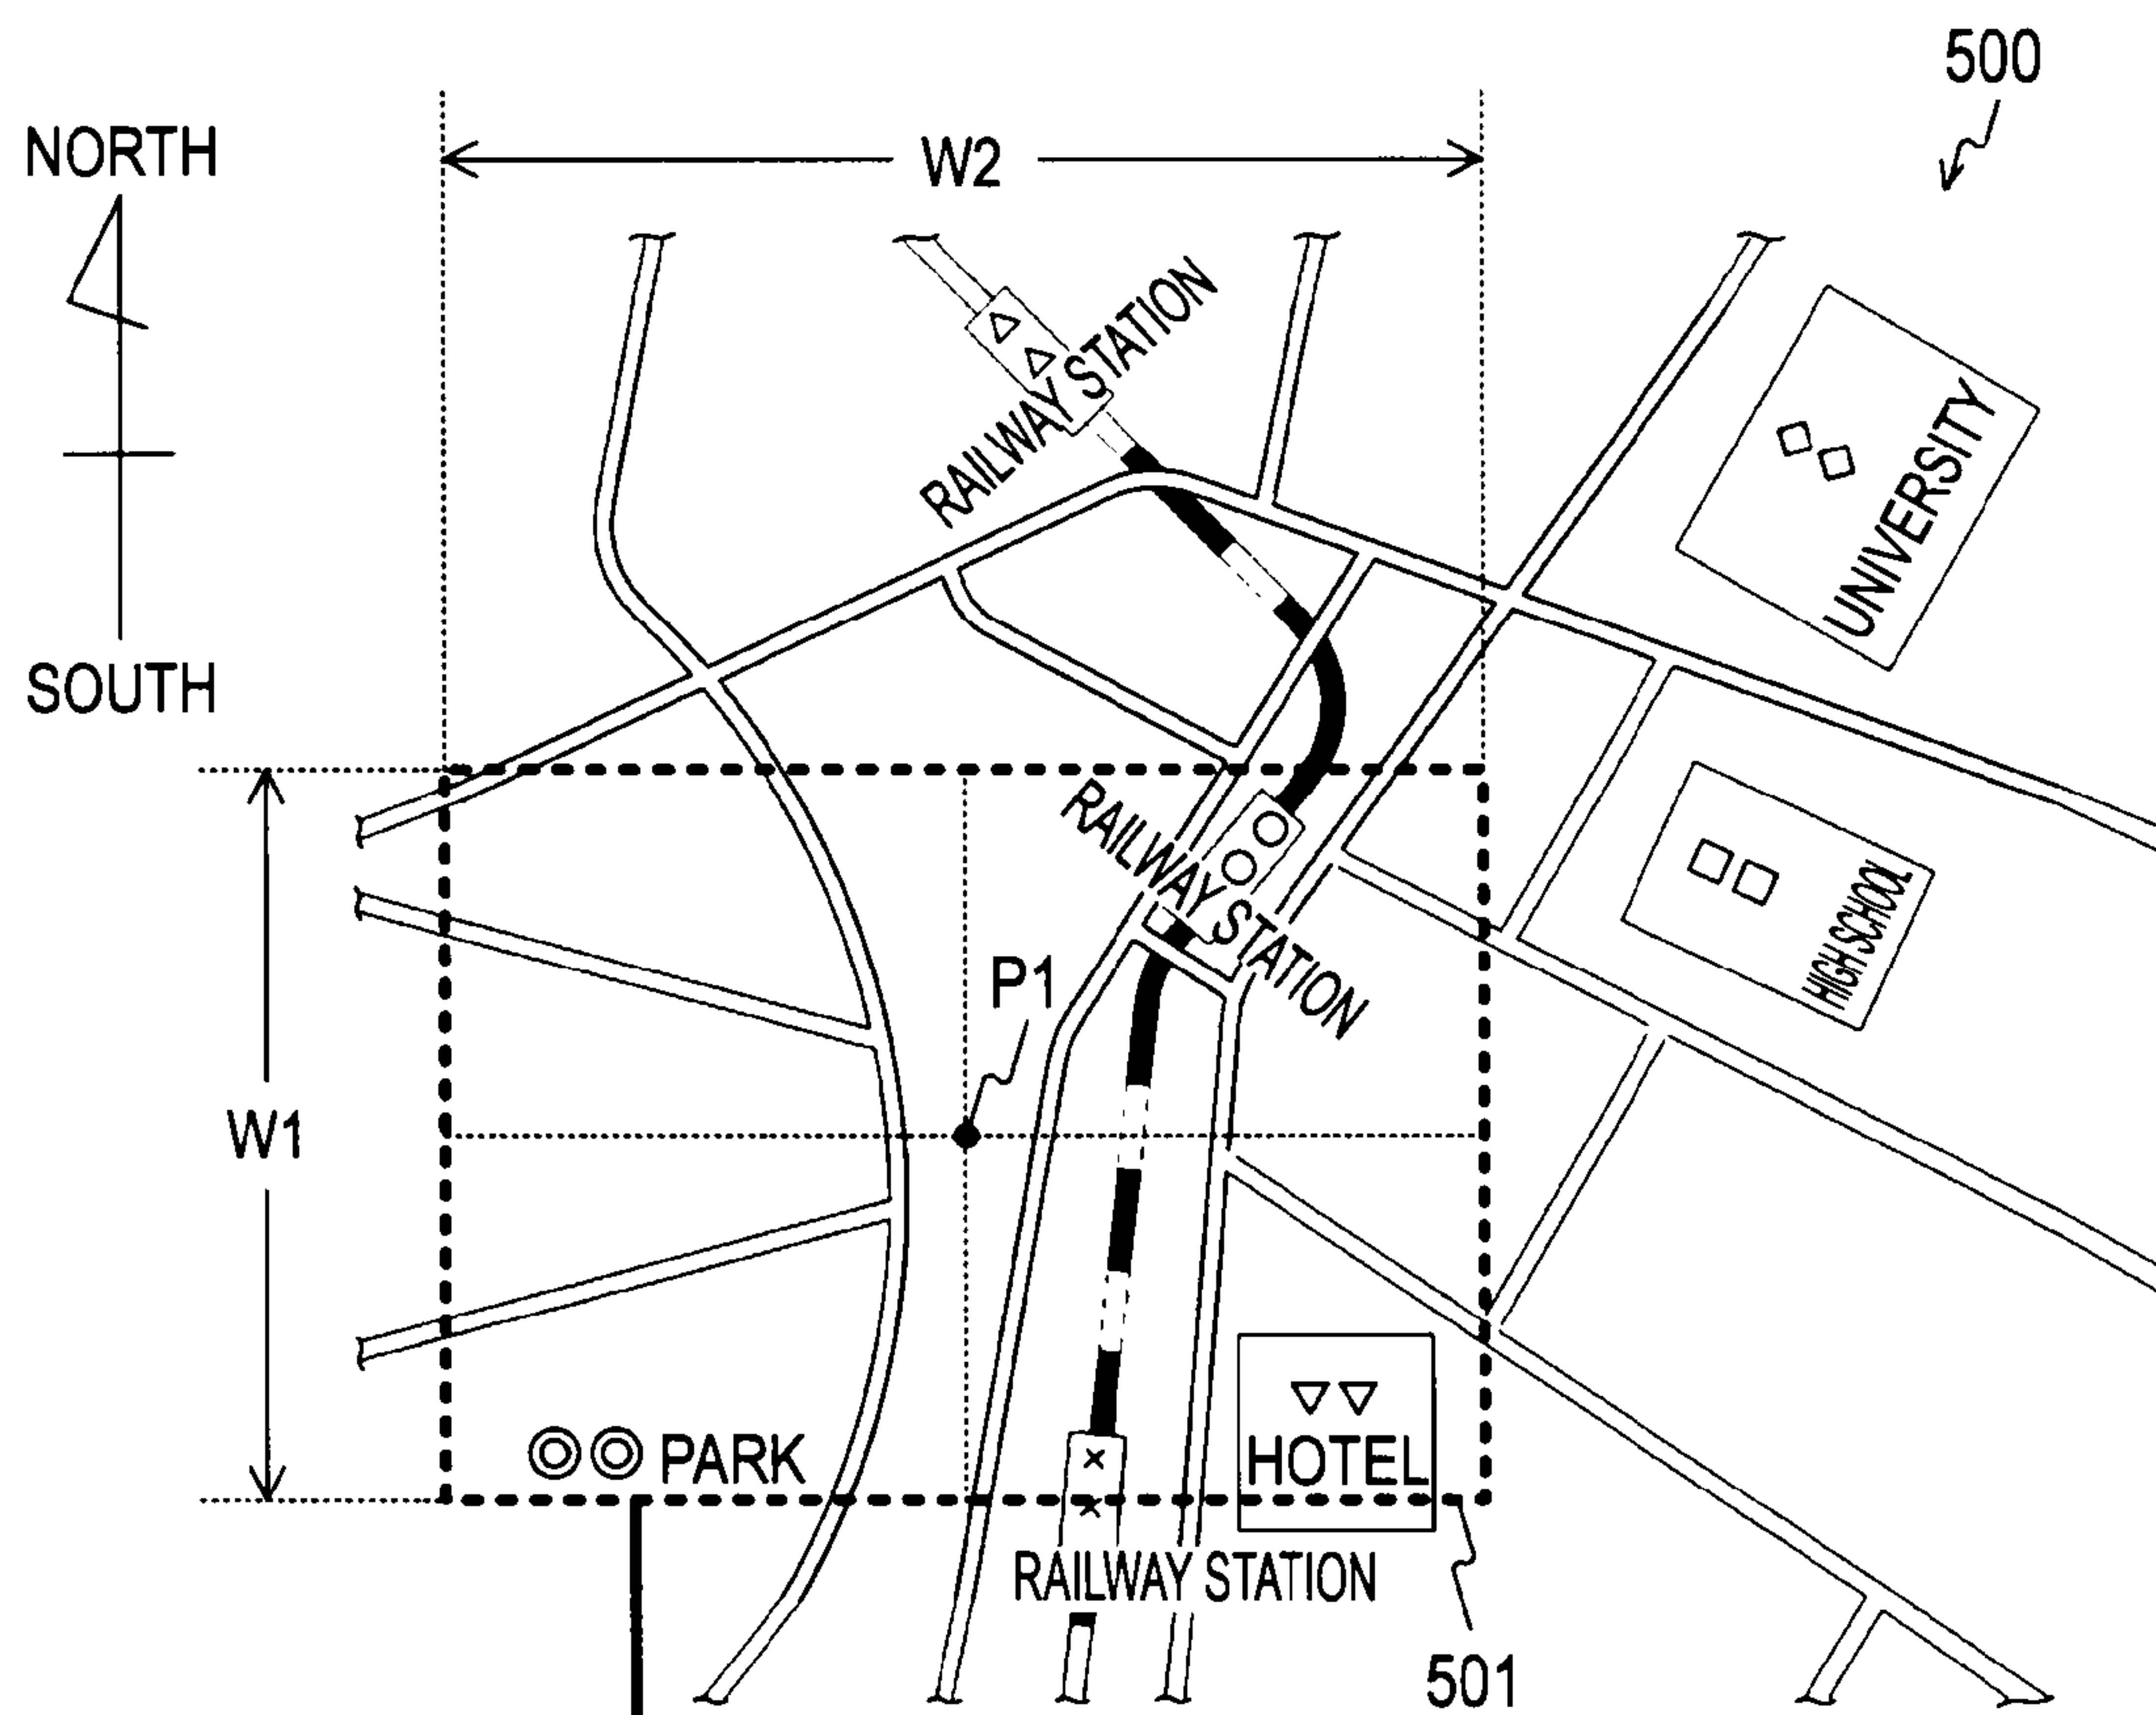 500
NORTH
W2
RAILWAY STATION
UNIVERSITY
SOUTH
RAILWAY STATION
HIGH SCHOOL
P1
W1
PARK
HOTEL
RAILWAY STATION
501